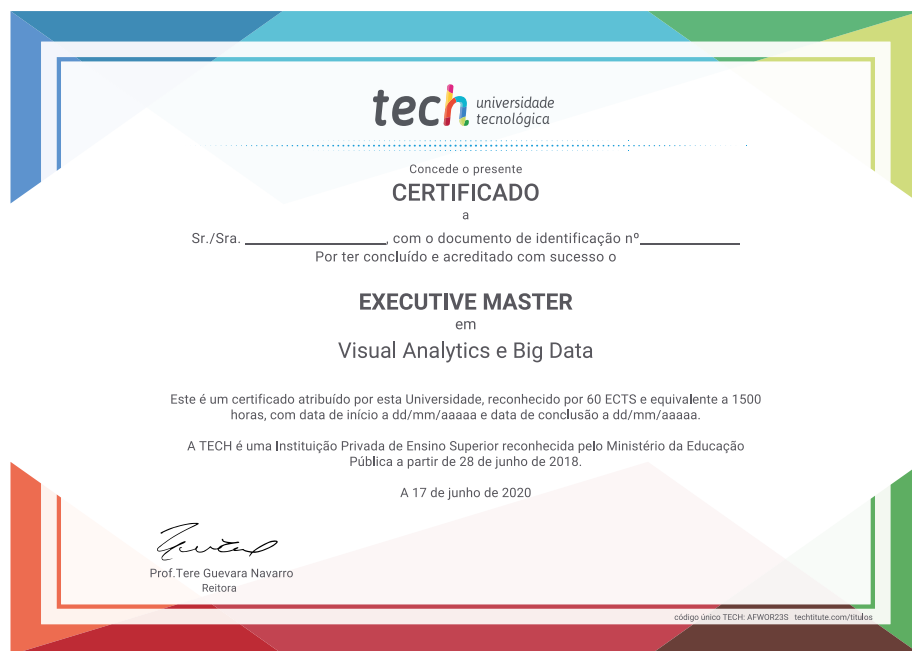 tech universidade
tecnológica
Concede o presente
CERTIFICADO
a
Sr./Sra. ________________, com o documento de identificação nº___________
Por ter concluído e acreditado com sucesso o
EXECUTIVE MASTER
em
Visual Analytics e Big Data
Este é um certificado atribuído por esta Universidade, reconhecido por 60 ECTS e equivalente a 1500
horas, com data de início a dd/mm/aaaaa e data de conclusão a dd/mm/aaaaa.
A TECH é uma Instituição Privada de Ensino Superior reconhecida pelo Ministério da Educação
Pública a partir de 28 de junho de 2018.
A 17 de junho de 2020
Prof.Tere Guevara Navarro
Reitora
código único TECH: AFWOR23S techtitute.com/titulos